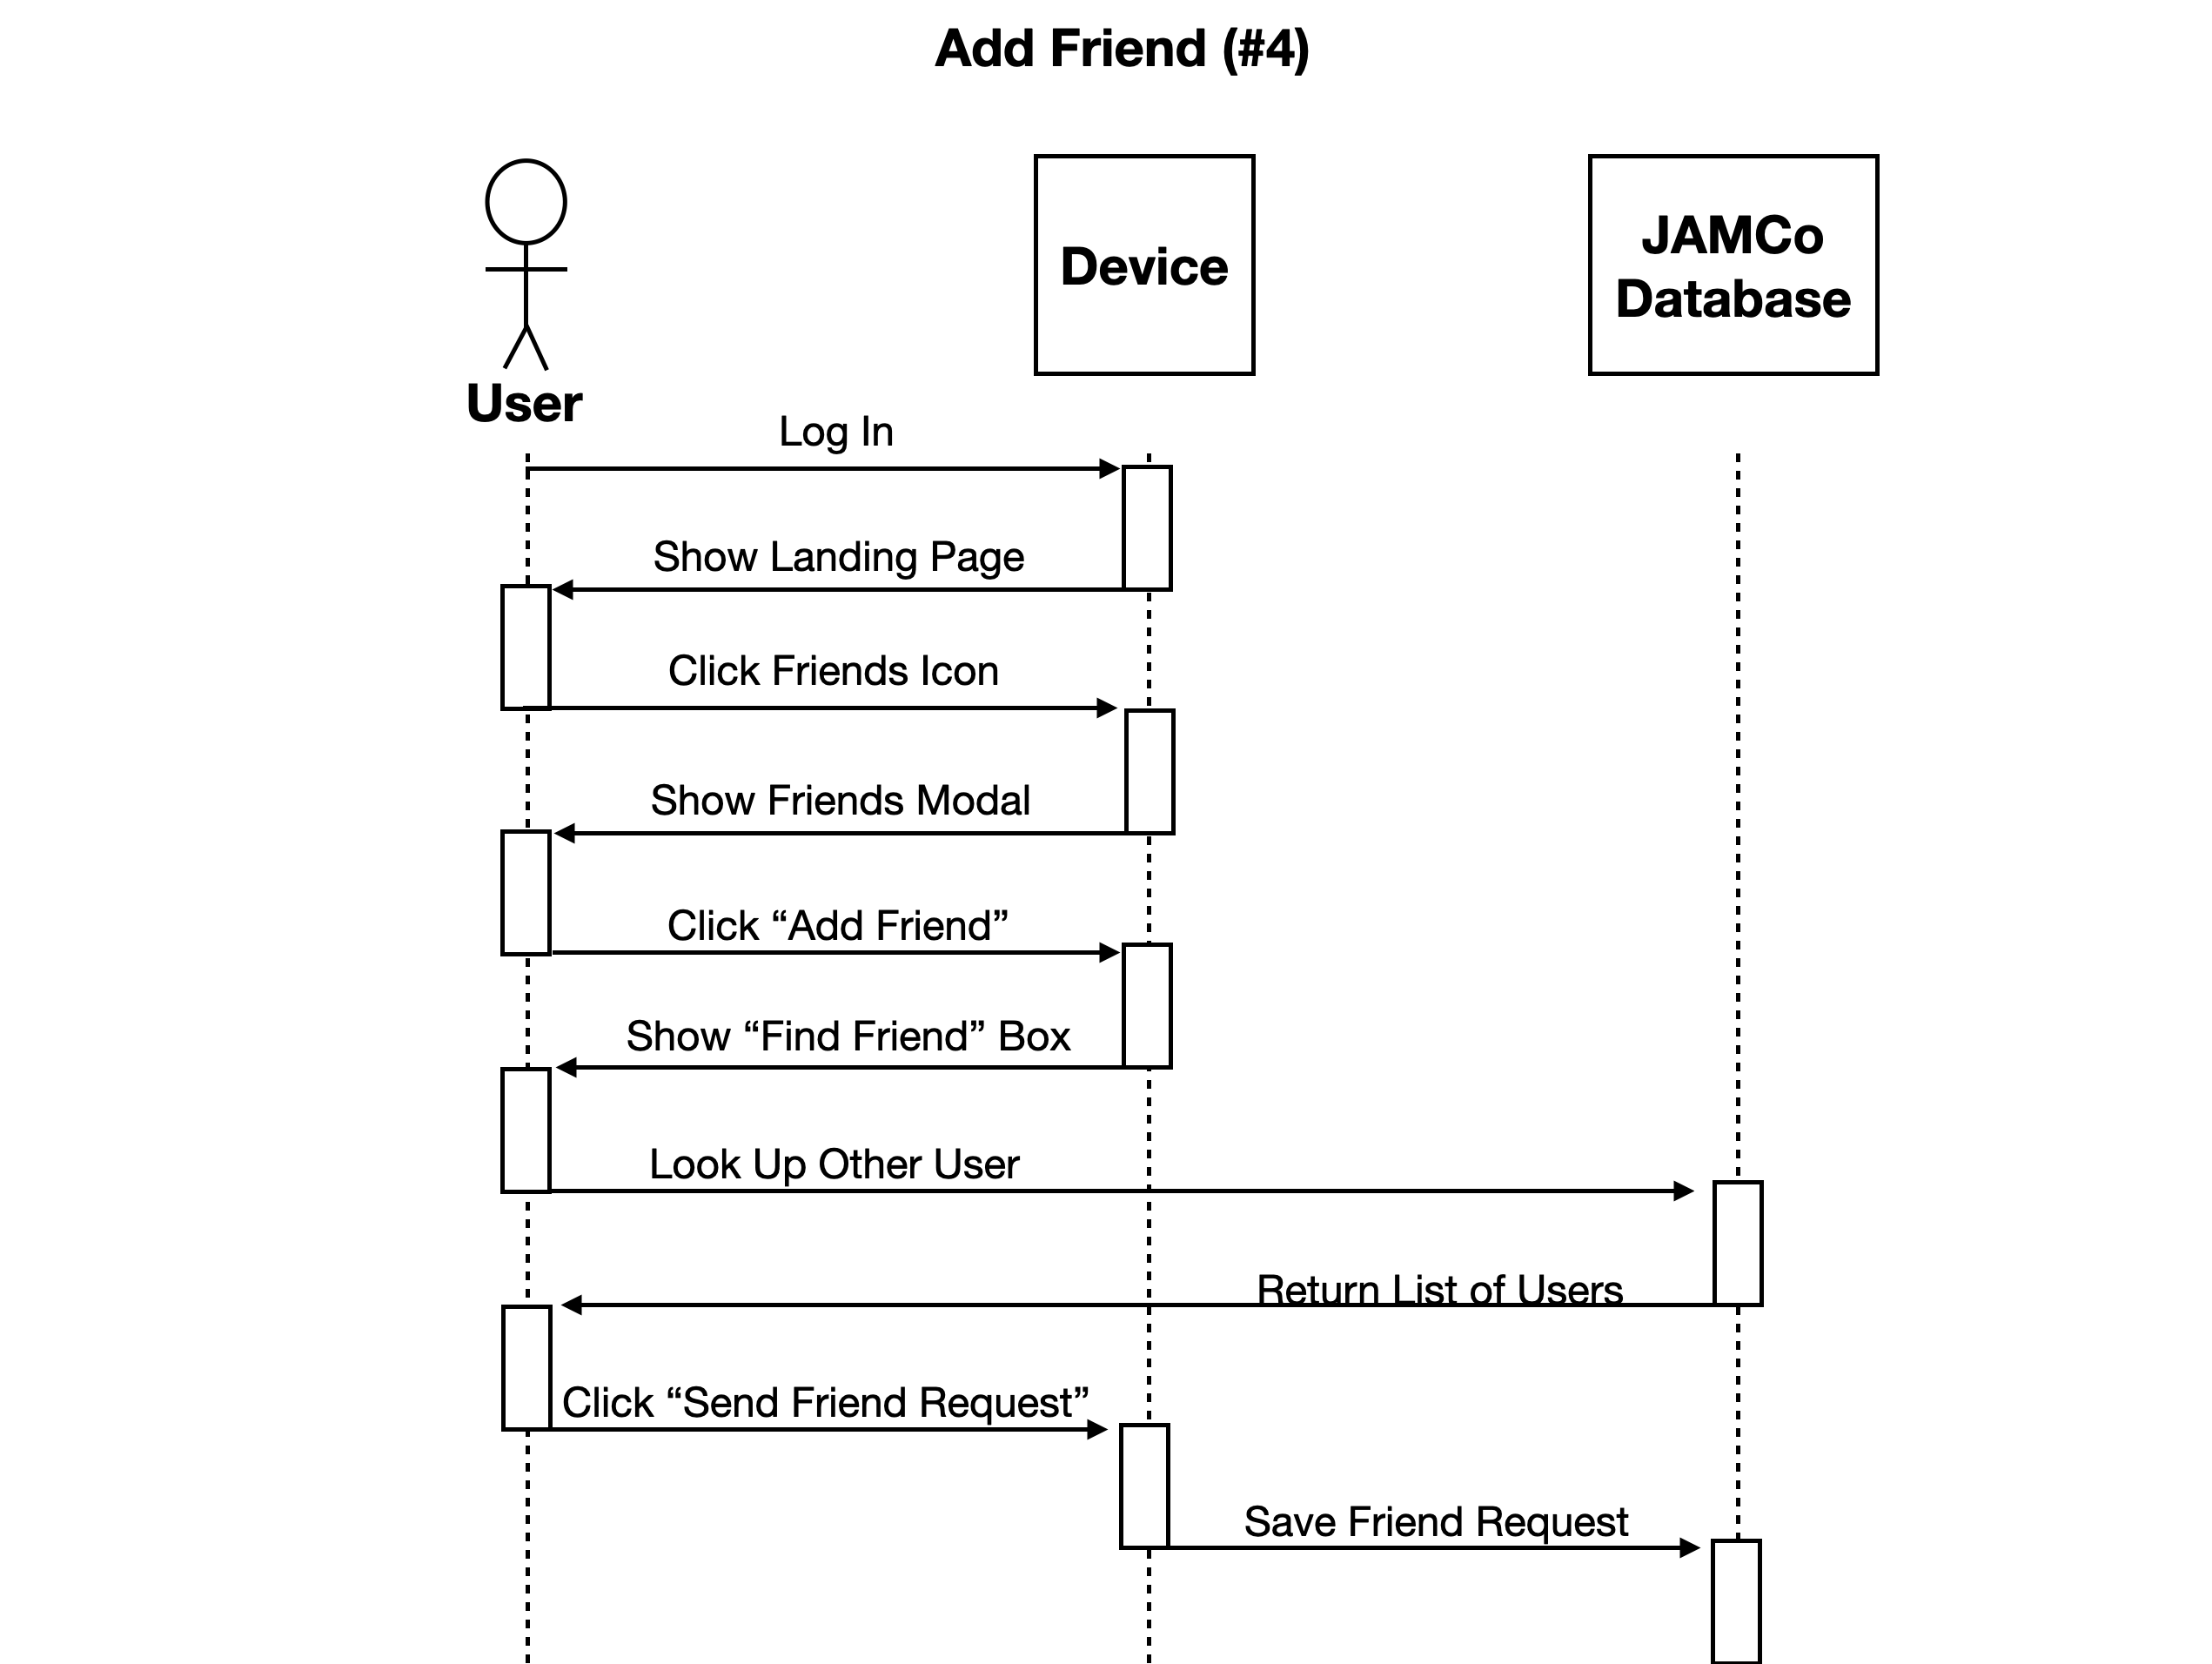 Add Friend (#4)
User
Device
JAMCo
Database
Log In
Show Landing Page
Click Friends Icon
Show Friends Modal
Click “Add Friend”
Show “Find Friend” Box
Look Up Other User
Return List of Users
Click “Send Friend Request”
Save Friend Request